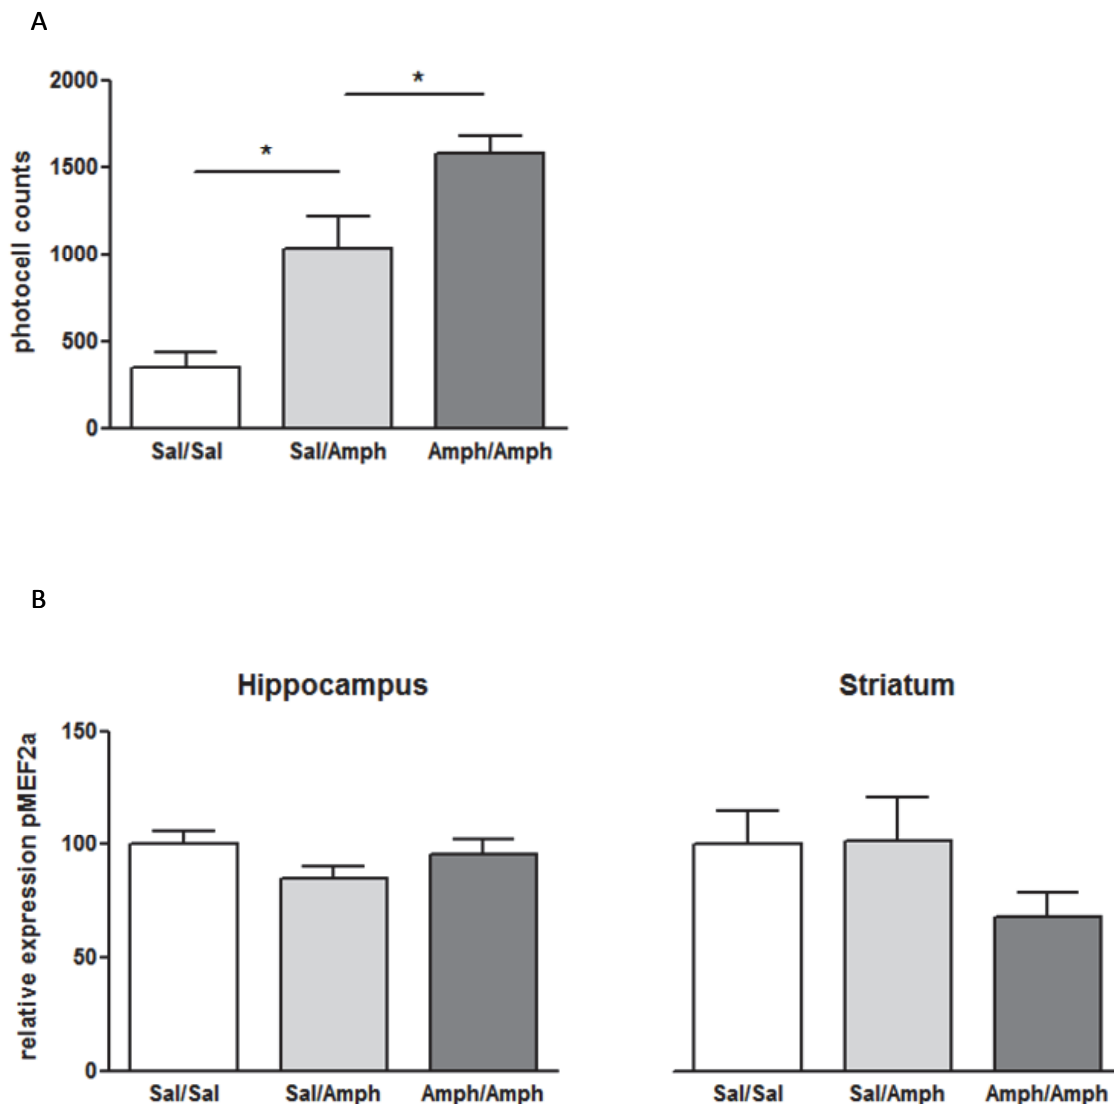 A
2000
1500
1000
500
0
photocell counts
*
*
Sal/Sal Sal/Amph Amph/Amph
B
Hippocampus
Striatum
150
100
50
0
relative expression pMEF2a
Sal/Sal Sal/Amph Amph/Amph
Sal/Sal Sal/Amph Amph/Amph